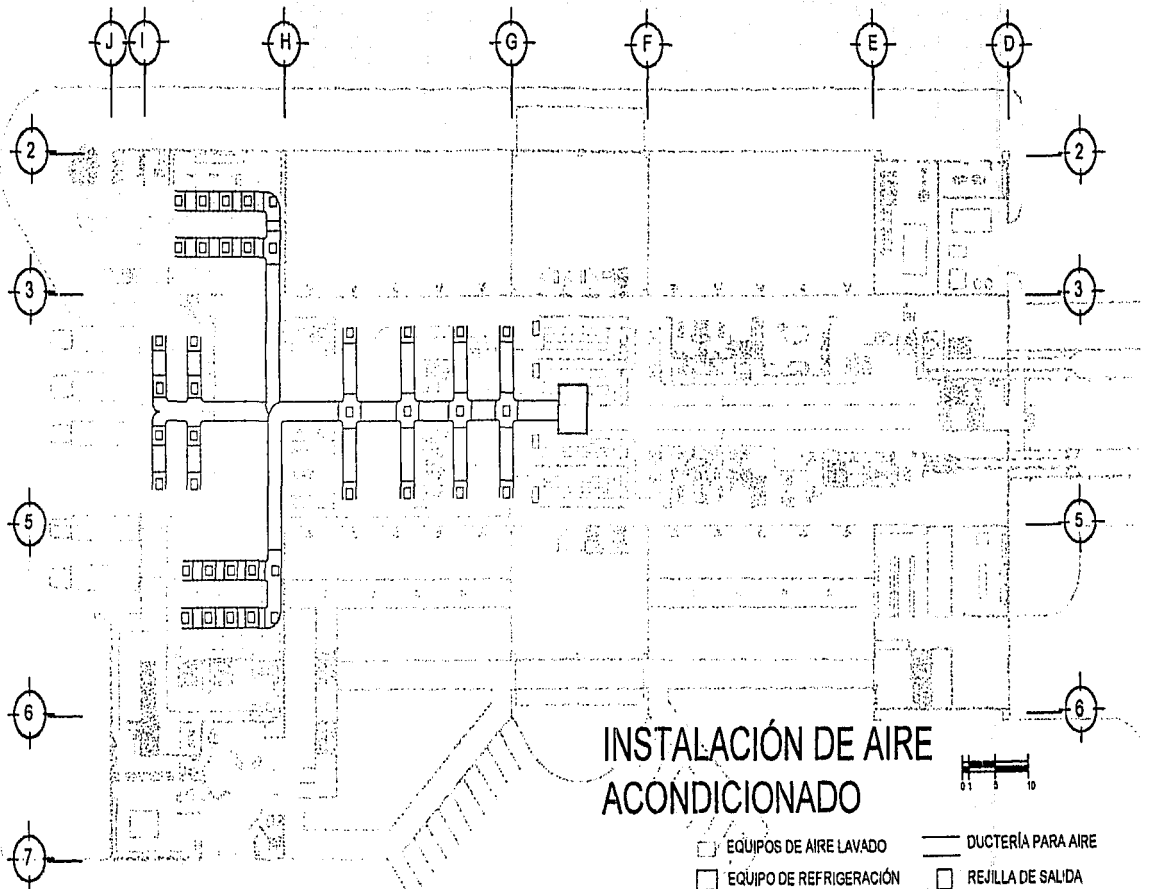 J I H G F E D
2 2
3 3
5 5
6 6
7
INSTALACIÓN DE AIRE
ACONDICIONADO
0 1 5 10
EQUIPOS DE AIRE LAVADO
DUCTERÍA PARA AIRE
EQUIPO DE REFRIGERACIÓN
REJILLA DE SALIDA